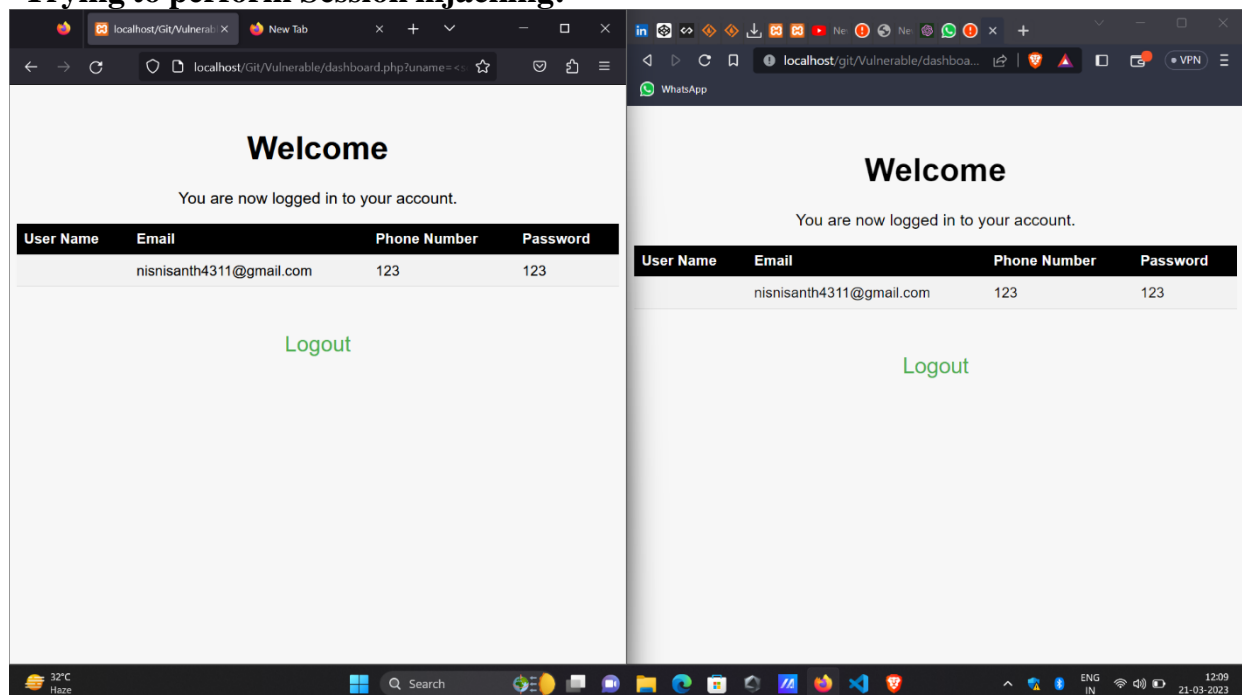 Trying to perform Session hijacking:
localhost/Git/Vulnerabl
New Tab
localhost/Git/Vulnerable/dashboard.php?uname=<s
Welcome
You are now logged in to your account.
User Name Email Phone Number Password
nisnisanth4311@gmail.com 123 123
Logout
Ne Ne
localhost/git/Vulnerable/dashboa...
VPN
WhatsApp
Welcome
You are now logged in to your account.
User Name Email Phone Number Password
nisnisanth4311@gmail.com 123 123
Logout
32°C
Haze
Search
ENG
IN
12:09
21-03-2023